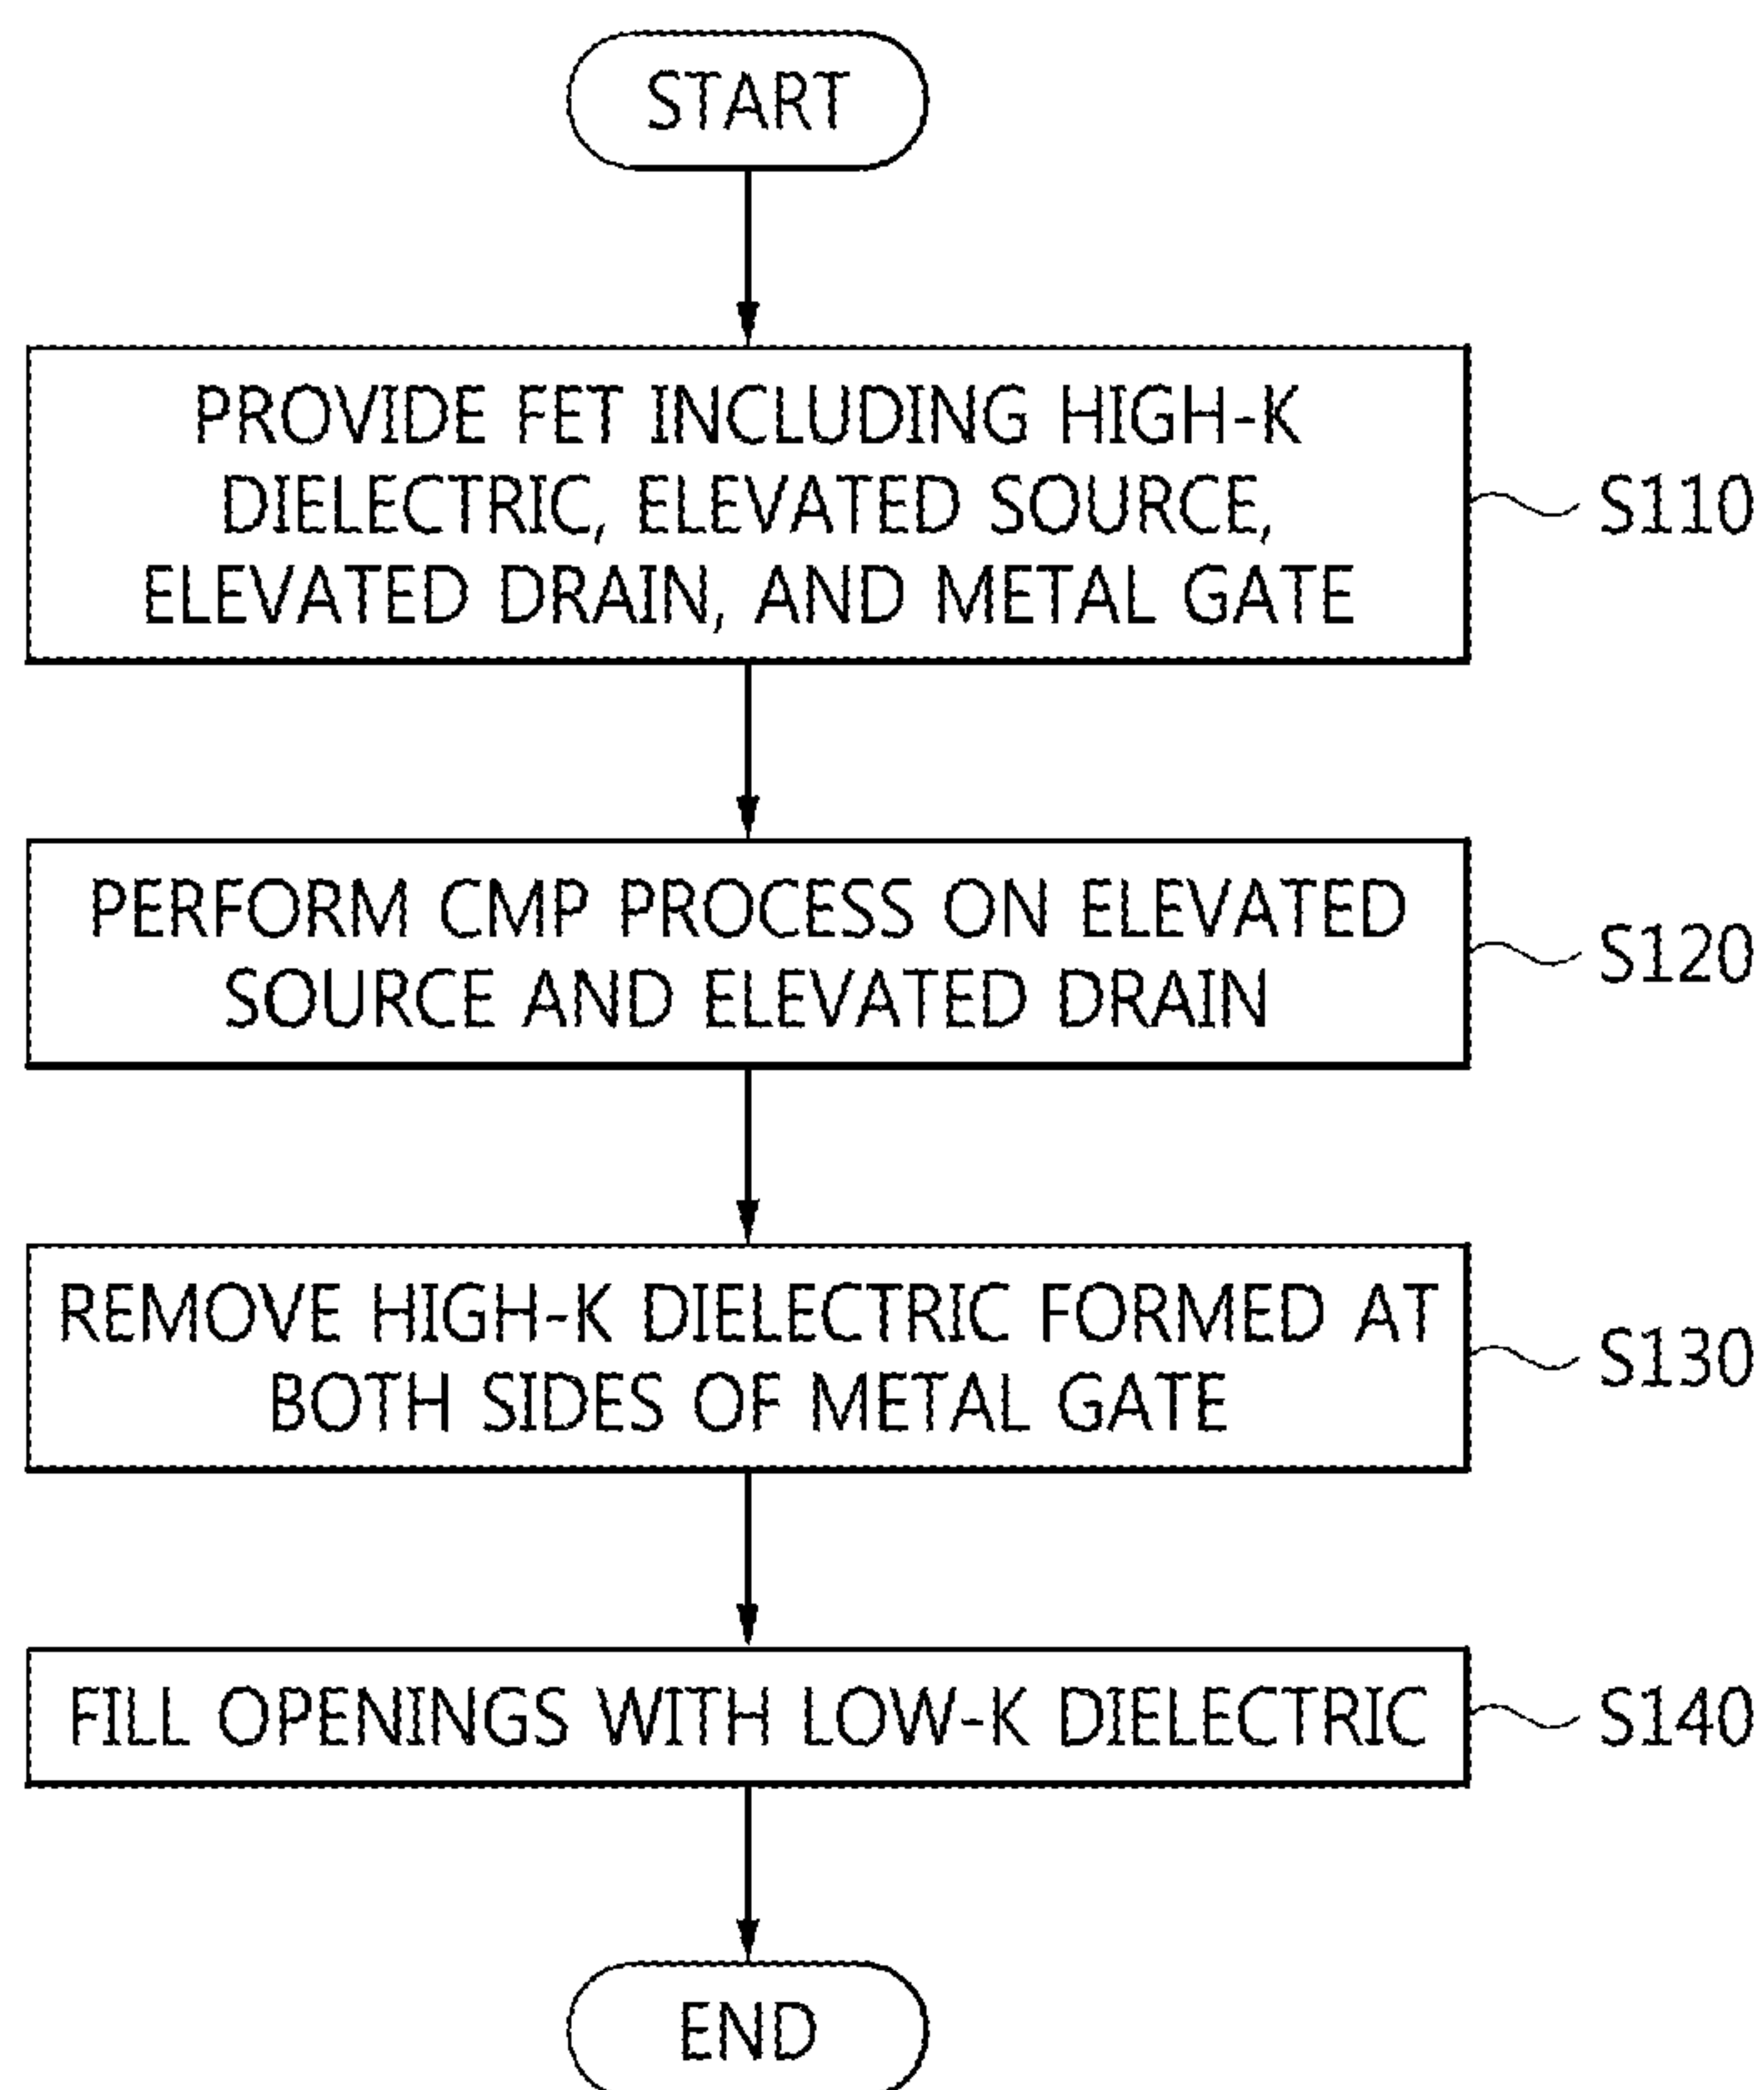 START
PROVIDE FET INCLUDING HIGH-K
DIELECTRIC, ELEVATED SOURCE,
ELEVATED DRAIN, AND METAL GATE
S110
PERFORM CMP PROCESS ON ELEVATED
SOURCE AND ELEVATED DRAIN
S120
REMOVE HIGH-K DIELECTRIC FORMED AT
BOTH SIDES OF METAL GATE
S130
FILL OPENINGS WITH LOW-K DIELECTRIC
S140
END